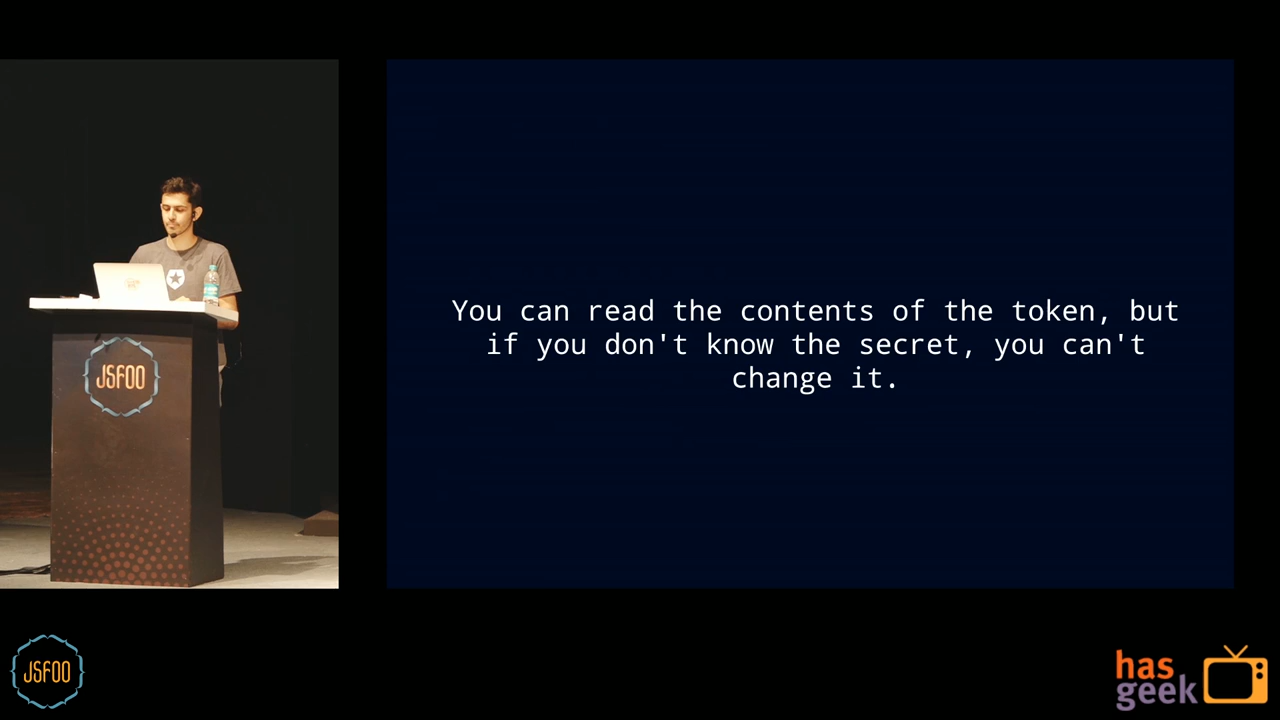 You can read the contents of the token, but
if you don't know the secret, you can't
change it.
JSFOO
JSFOO
has
geek